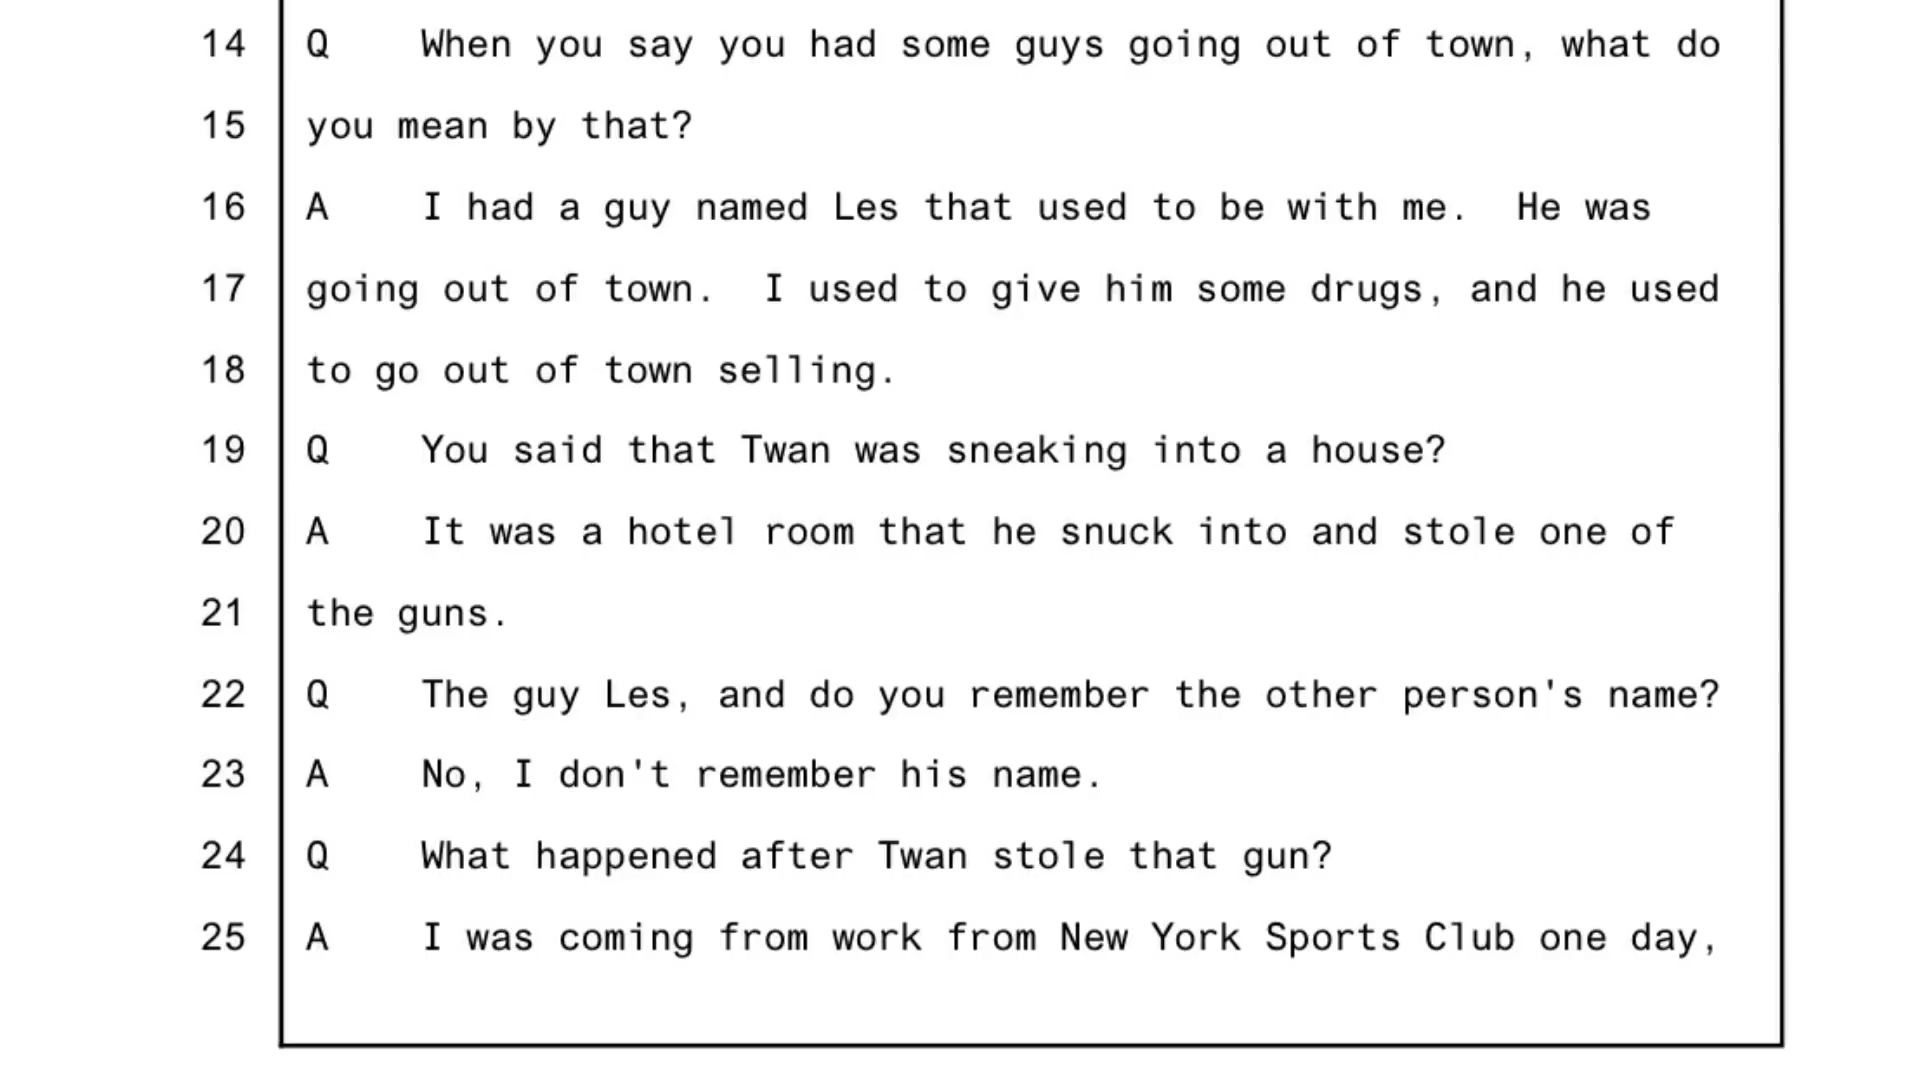 14 Q When you say you had some guys going out of town, what do
15 you mean by that?
16 A I had a guy named Les that used to be with me. He was
17 going out of town. I used to give him some drugs, and he used
18 to go out of town selling.
19 Q You said that Twan was sneaking into a house?
20 A It was a hotel room that he snuck into and stole one of
21 the guns.
22 Q The guy Les, and do you remember the other person's name?
23 A No, I don't remember his name.
24 Q What happened after Twan stole that gun?
25 A I was coming from work from New York Sports Club one day,